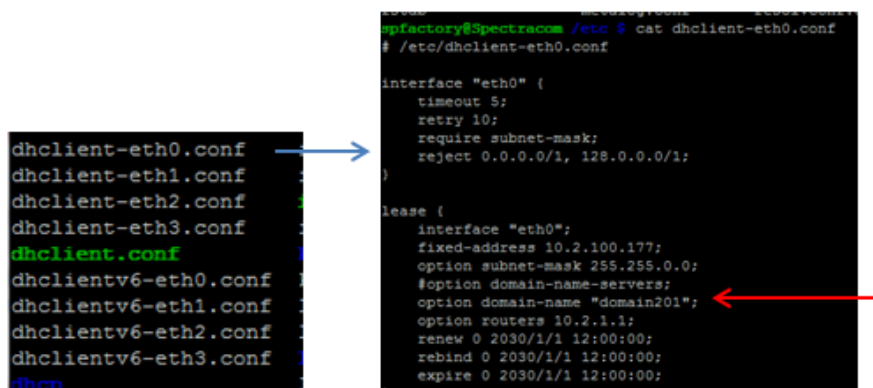 dhclient-eth0.conf
dhclient-eth1.conf
dhclient-eth2.conf
dhclient-eth3.conf
dhclient.conf
dhclientv6-eth0.conf
dhclientv6-eth1.conf
dhclientv6-eth2.conf
dhclientv6-eth3.conf
dhcp
spfactory@Spectracom /etc $ cat dhclient-eth0.conf
# /etc/dhclient-eth0.conf
interface "eth0" {
timeout 5;
retry 10;
require subnet-mask;
reject 0.0.0.0/1, 128.0.0.0/1;
}
lease {
interface "eth0";
fixed-address 10.2.100.177;
option subnet-mask 255.255.0.0;
#option domain-name-servers;
option domain-name "domain201";
option routers 10.2.1.1;
renew 0 2030/1/1 12:00:00;
rebind 0 2030/1/1 12:00:00;
expire 0 2030/1/1 12:00:00;